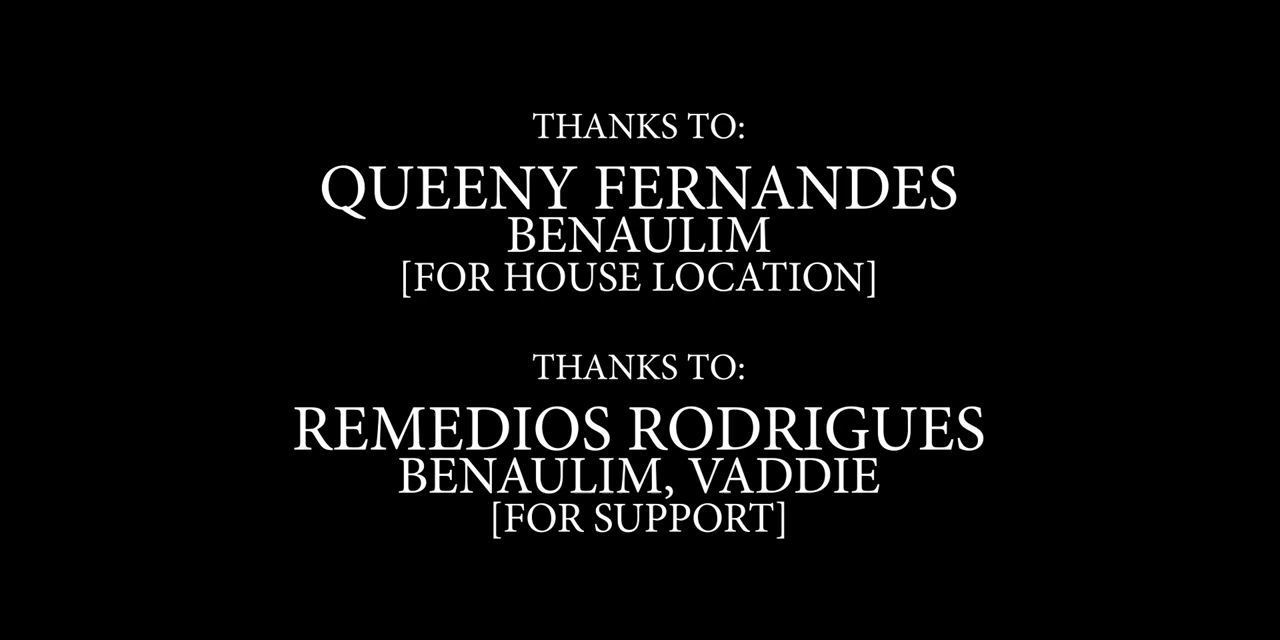 THANKS TO:
QUEENY FERNANDES
BENAULIM
[FOR HOUSE LOCATION]
THANKS TO:
REMEDIOS RODRIGUES
BENAULIM, VADDIE
[FOR SUPPORT]